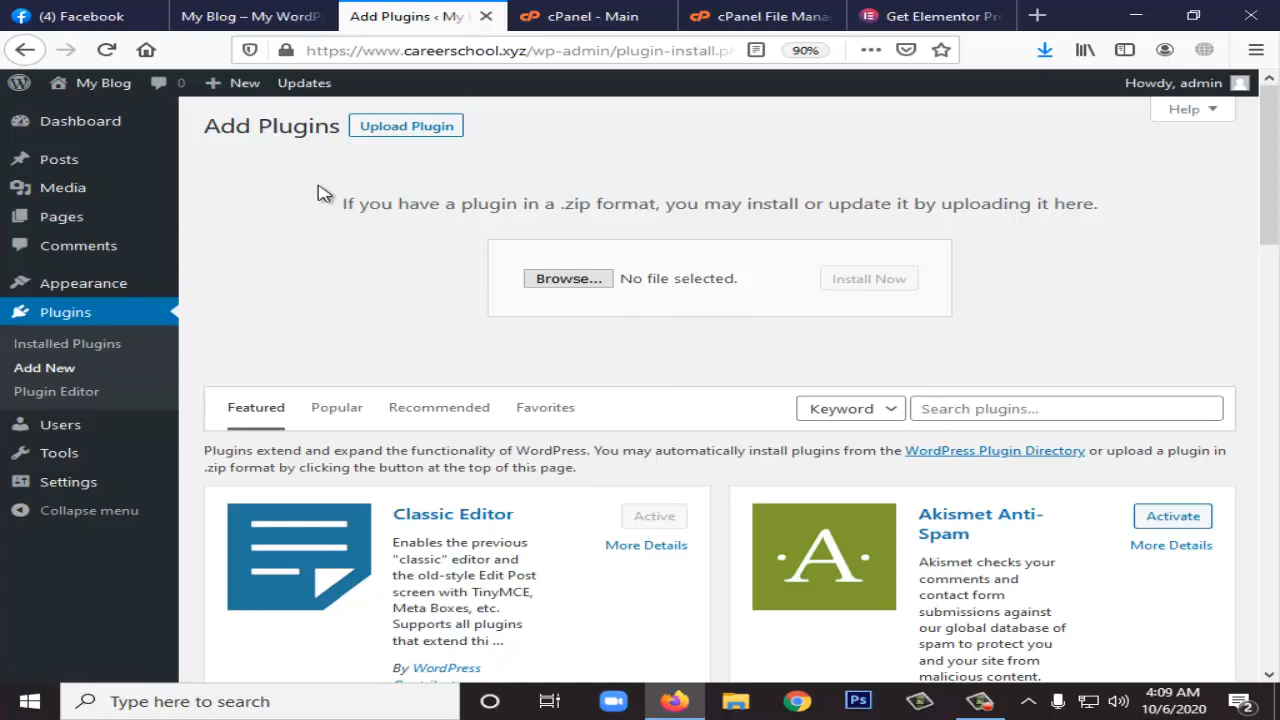 (4) Facebook
My Blog – My WordP
Add Plugins ‹ My
cPanel - Main
cPanel File Mana
Get Elementor Pr
https://www.careerschool.xyz/wp-admin/plugin-install.p
90%
My Blog
0
New
Updates
Howdy, admin
Dashboard
Posts
Media
Pages
Comments
Appearance
Plugins
Installed Plugins
Add New
Plugin Editor
Users
Tools
Settings
Collapse menu
Add Plugins
Upload Plugin
Help
If you have a plugin in a .zip format, you may install or update it by uploading it here.
Browse...
No file selected.
Install Now
Featured
Popular
Recommended
Favorites
Keyword
Search plugins...
Plugins extend and expand the functionality of WordPress. You may automatically install plugins from the WordPress Plugin Directory or upload a plugin in
.zip format by clicking the button at the top of this page.
Classic Editor
Active
More Details
Enables the previous
"classic" editor and
the old-style Edit Post
screen with TinyMCE,
Meta Boxes, etc.
Supports all plugins
that extend thi ...
By WordPress
A
Akismet Anti-
Spam
Activate
More Details
Akismet checks your
comments and
contact form
submissions against
our global database of
spam to protect you
and your site from
malicious content.
Type here to search
Ps
4:09 AM
10/6/2020
2